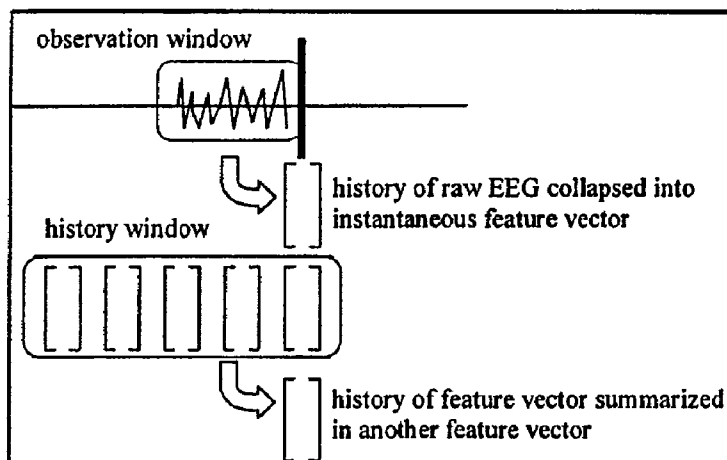 observation window
history of raw EEG collapsed into
instantaneous feature vector
history window
history of feature vector summarized
in another feature vector